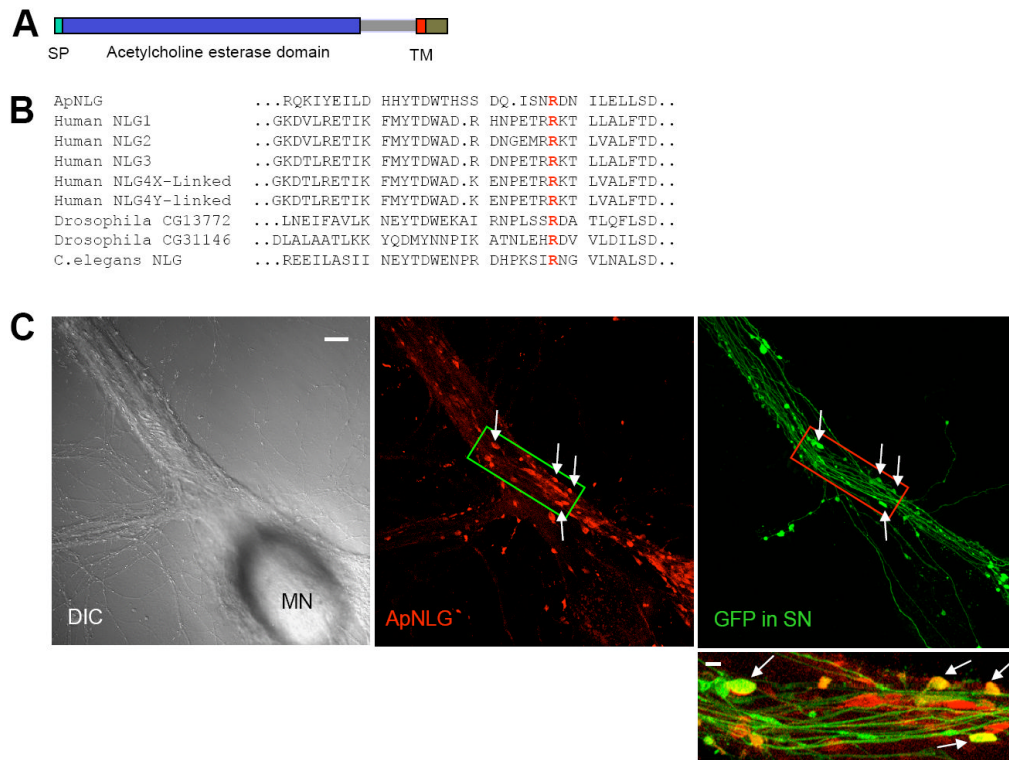 A
SP
Acetylcholine esterase domain
TM
B
ApNLG ...RQKIYEILD HHYTDWTHSS DQ.ISNRDN ILELLSD..
Human NLG1 ..GKDVLRETIK FMYTDWAD.R HNPETRRKT LLALFTD..
Human NLG2 ..GKDVLRETIK FMYTDWAD.R DNGEMRRKT LVALFTD..
Human NLG3 ..GKDTLRETIK FMYTDWAD.R DNPETRRKT LVALFTD..
Human NLG4X-Linked ..GKDTLRETIK FMYTDWAD.K ENPETRRKT LVALFTD..
Human NLG4Y-linked ..GKDTLRETIK FMYTDWAD.K ENPETRRKT LVALFTD..
Drosophila CG13772 ...LNEIFAVLK NEYTDWEKAI RNPLSSRDA TLQFLSD..
Drosophila CG31146 ..DLALAATLKK YQDMYNNPIK ATNLEHRDV VLDILSD..
C.elegans NLG ...REEILASII NEYTDWENPR DHPKSIRNG VLNALSD..
C
DIC
MN
ApNLG`
GFP in SN